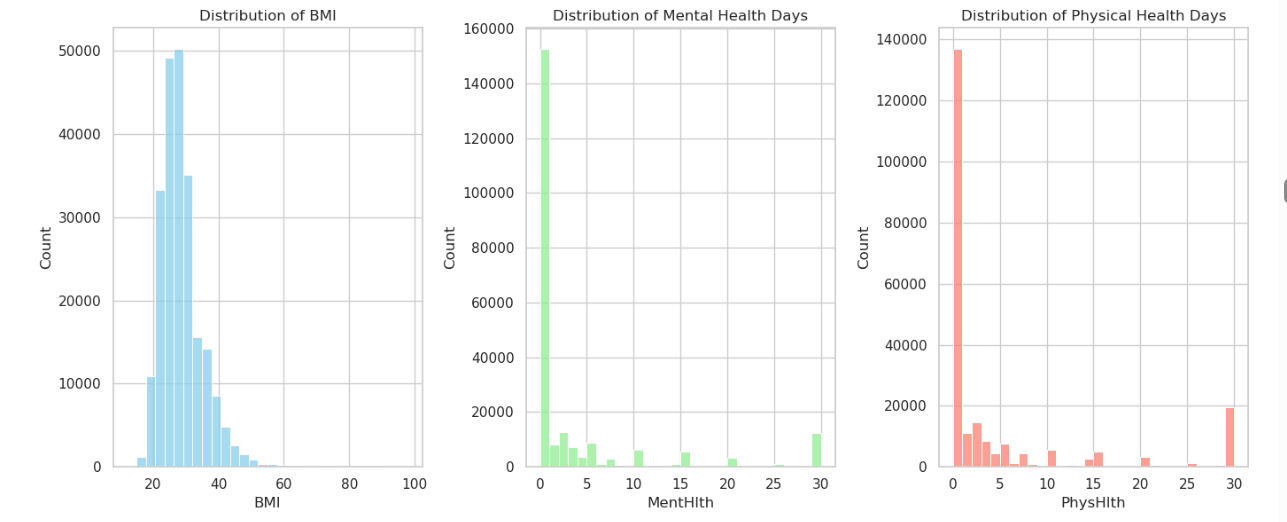 Distribution of BMI
50000
40000
30000
20000
10000
0
Count
20 40 60 80 100
BMI
Distribution of Mental Health Days
160000
140000
120000
100000
80000
60000
40000
20000
0
Count
0 5 10 15 20 25 30
MentHlth
Distribution of Physical Health Days
140000
120000
100000
80000
60000
40000
20000
0
Count
0 5 10 15 20 25 30
PhysHlth